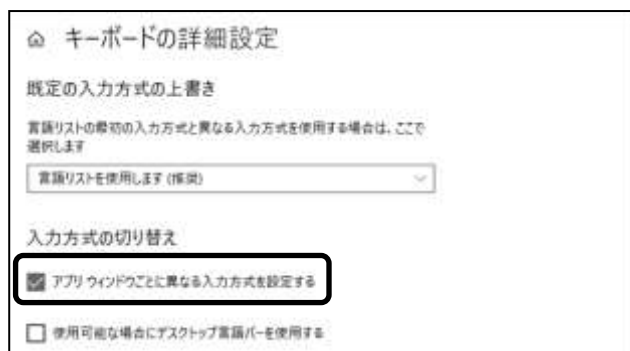 キーボードの詳細設定
既定の入力方式の上書き
言語リストの最初の入力方式と異なる入力方式を使用する場合は、ここで
選択します
言語リストを使用します (推奨)
入力方式の切り替え
アプリ ウィンドウごとに異なる入力方式を設定する
使用可能な場合にデスクトップ言語バーを使用する